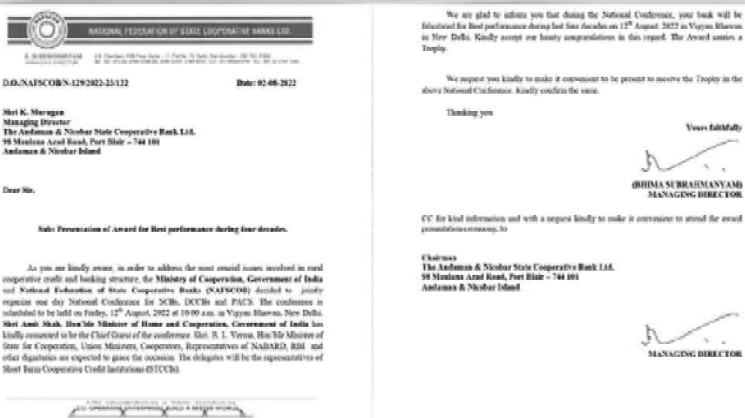 NATIONAL FEDERATION OF STATE COOPERATIVE BANKS LTD.
B. SUBRAHMANYAM
MANAGING DIRECTOR
D.O./NAFSCOB/N-129/2022-23/122 Date: 02-08-2022
Shri K. Murugan
Managing Director
The Andaman & Nicobar State Cooperative Bank Ltd.
98 Maulana Azad Road, Port Blair – 744 101
Andaman & Nicobar Island
Dear Sir,
Sub: Presentation of Award for Best performance during four decades.
As you are kindly aware, in order to address the most crucial issues involved in rural
cooperative credit and banking structure, the Ministry of Cooperation, Government of India
and National Federation of State Cooperative Banks (NAFSCOB) decided to jointly
organize one day National Conference for SCBs, DCCBs and PACS. The conference is
scheduled to be held on Friday, 12th August, 2022 at 10:00 a.m. in Vigyan Bhawan, New Delhi.
Shri Amit Shah, Hon'ble Minister of Home and Cooperation, Government of India has
kindly consented to be the Chief Guest of the conference. Shri. B. L. Verma, Hon'ble Minister of
State for Cooperation, Union Ministers, Cooperators, Representatives of NABARD, RBI and
other dignitaries are expected to grace the occasion. The delegates will be the representatives of
Short Term Cooperative Credit Institutions (STCCIs).
CO-OPERATIVE ENTERPRISES BUILD A BETTER WORLD
We are glad to inform you that during the National Conference, your bank will be
felicitated for Best performance during last four decades on 12th August, 2022 in Vigyan Bhawan
in New Delhi. Kindly accept our hearty congratulations in this regard. The Award carries a
Trophy.
We request you kindly to make it convenient to be present to receive the Trophy in the
above National Conference. Kindly confirm the same.
Thanking you
Yours faithfully
(BHIMA SUBRAHMANYAM)
MANAGING DIRECTOR
CC for kind information and with a request kindly to make it convenient to attend the award
presentation ceremony, to
Chairman
The Andaman & Nicobar State Cooperative Bank Ltd.
98 Maulana Azad Road, Port Blair – 744 101
Andaman & Nicobar Island
MANAGING DIRECTOR